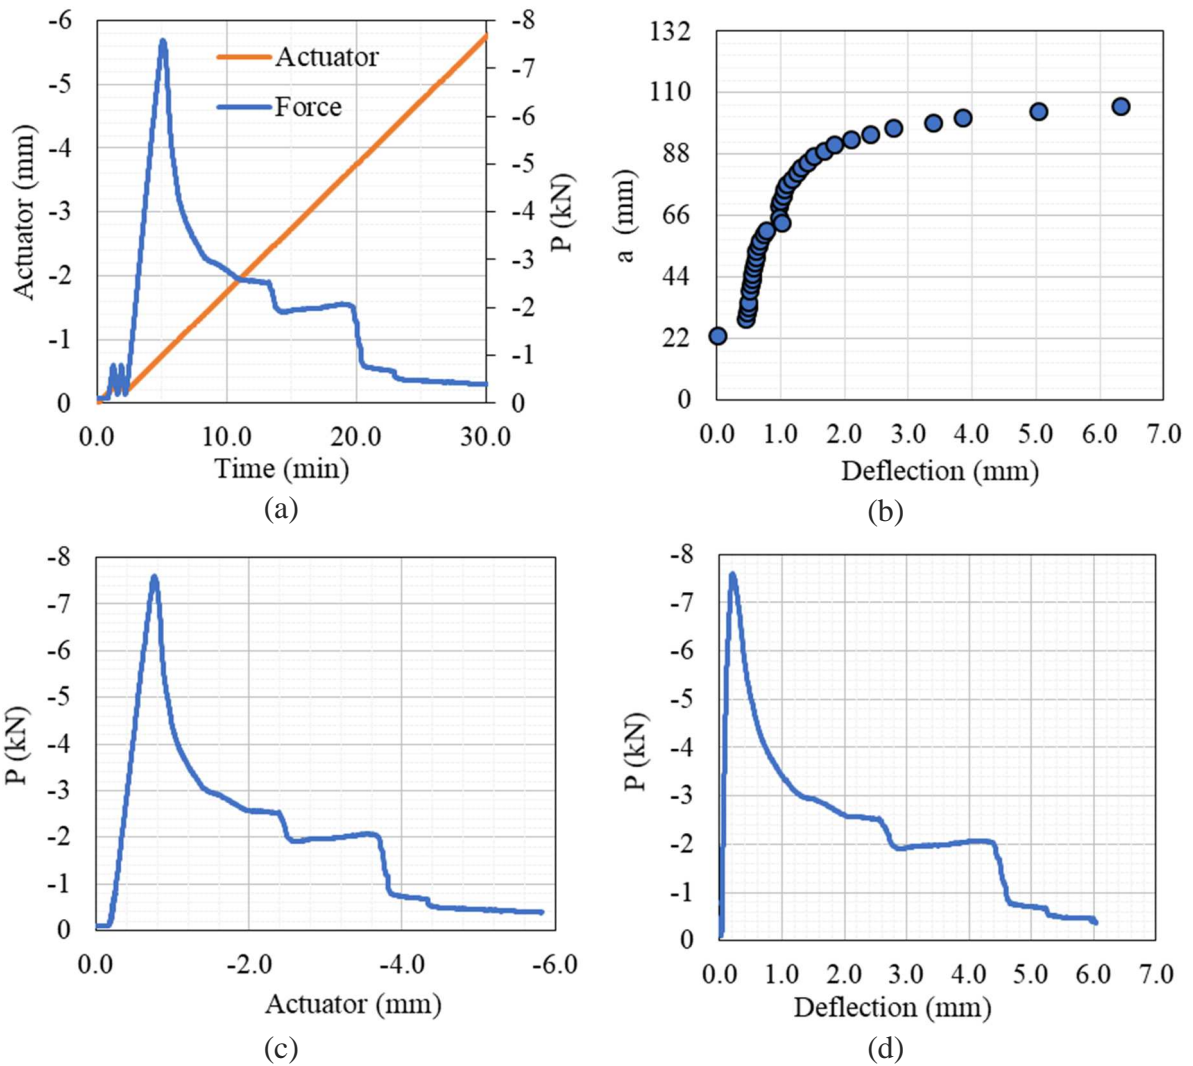 -6
-5
-4
-3
-2
-1
0
Actuator (mm)
Actuator
Force
-8
-7
-6
-5
-4
-3
-2
-1
0
P (kN)
0.0 10.0 20.0 30.0
Time (min)
(a)
132
110
88
66
44
22
0
a (mm)
0.0 1.0 2.0 3.0 4.0 5.0 6.0 7.0
Deflection (mm)
(b)
-8
-7
-6
-5
-4
-3
-2
-1
0
P (kN)
0.0 -2.0 -4.0 -6.0
Actuator (mm)
(c)
-8
-7
-6
-5
-4
-3
-2
-1
0
P (kN)
0.0 1.0 2.0 3.0 4.0 5.0 6.0 7.0
Deflection (mm)
(d)